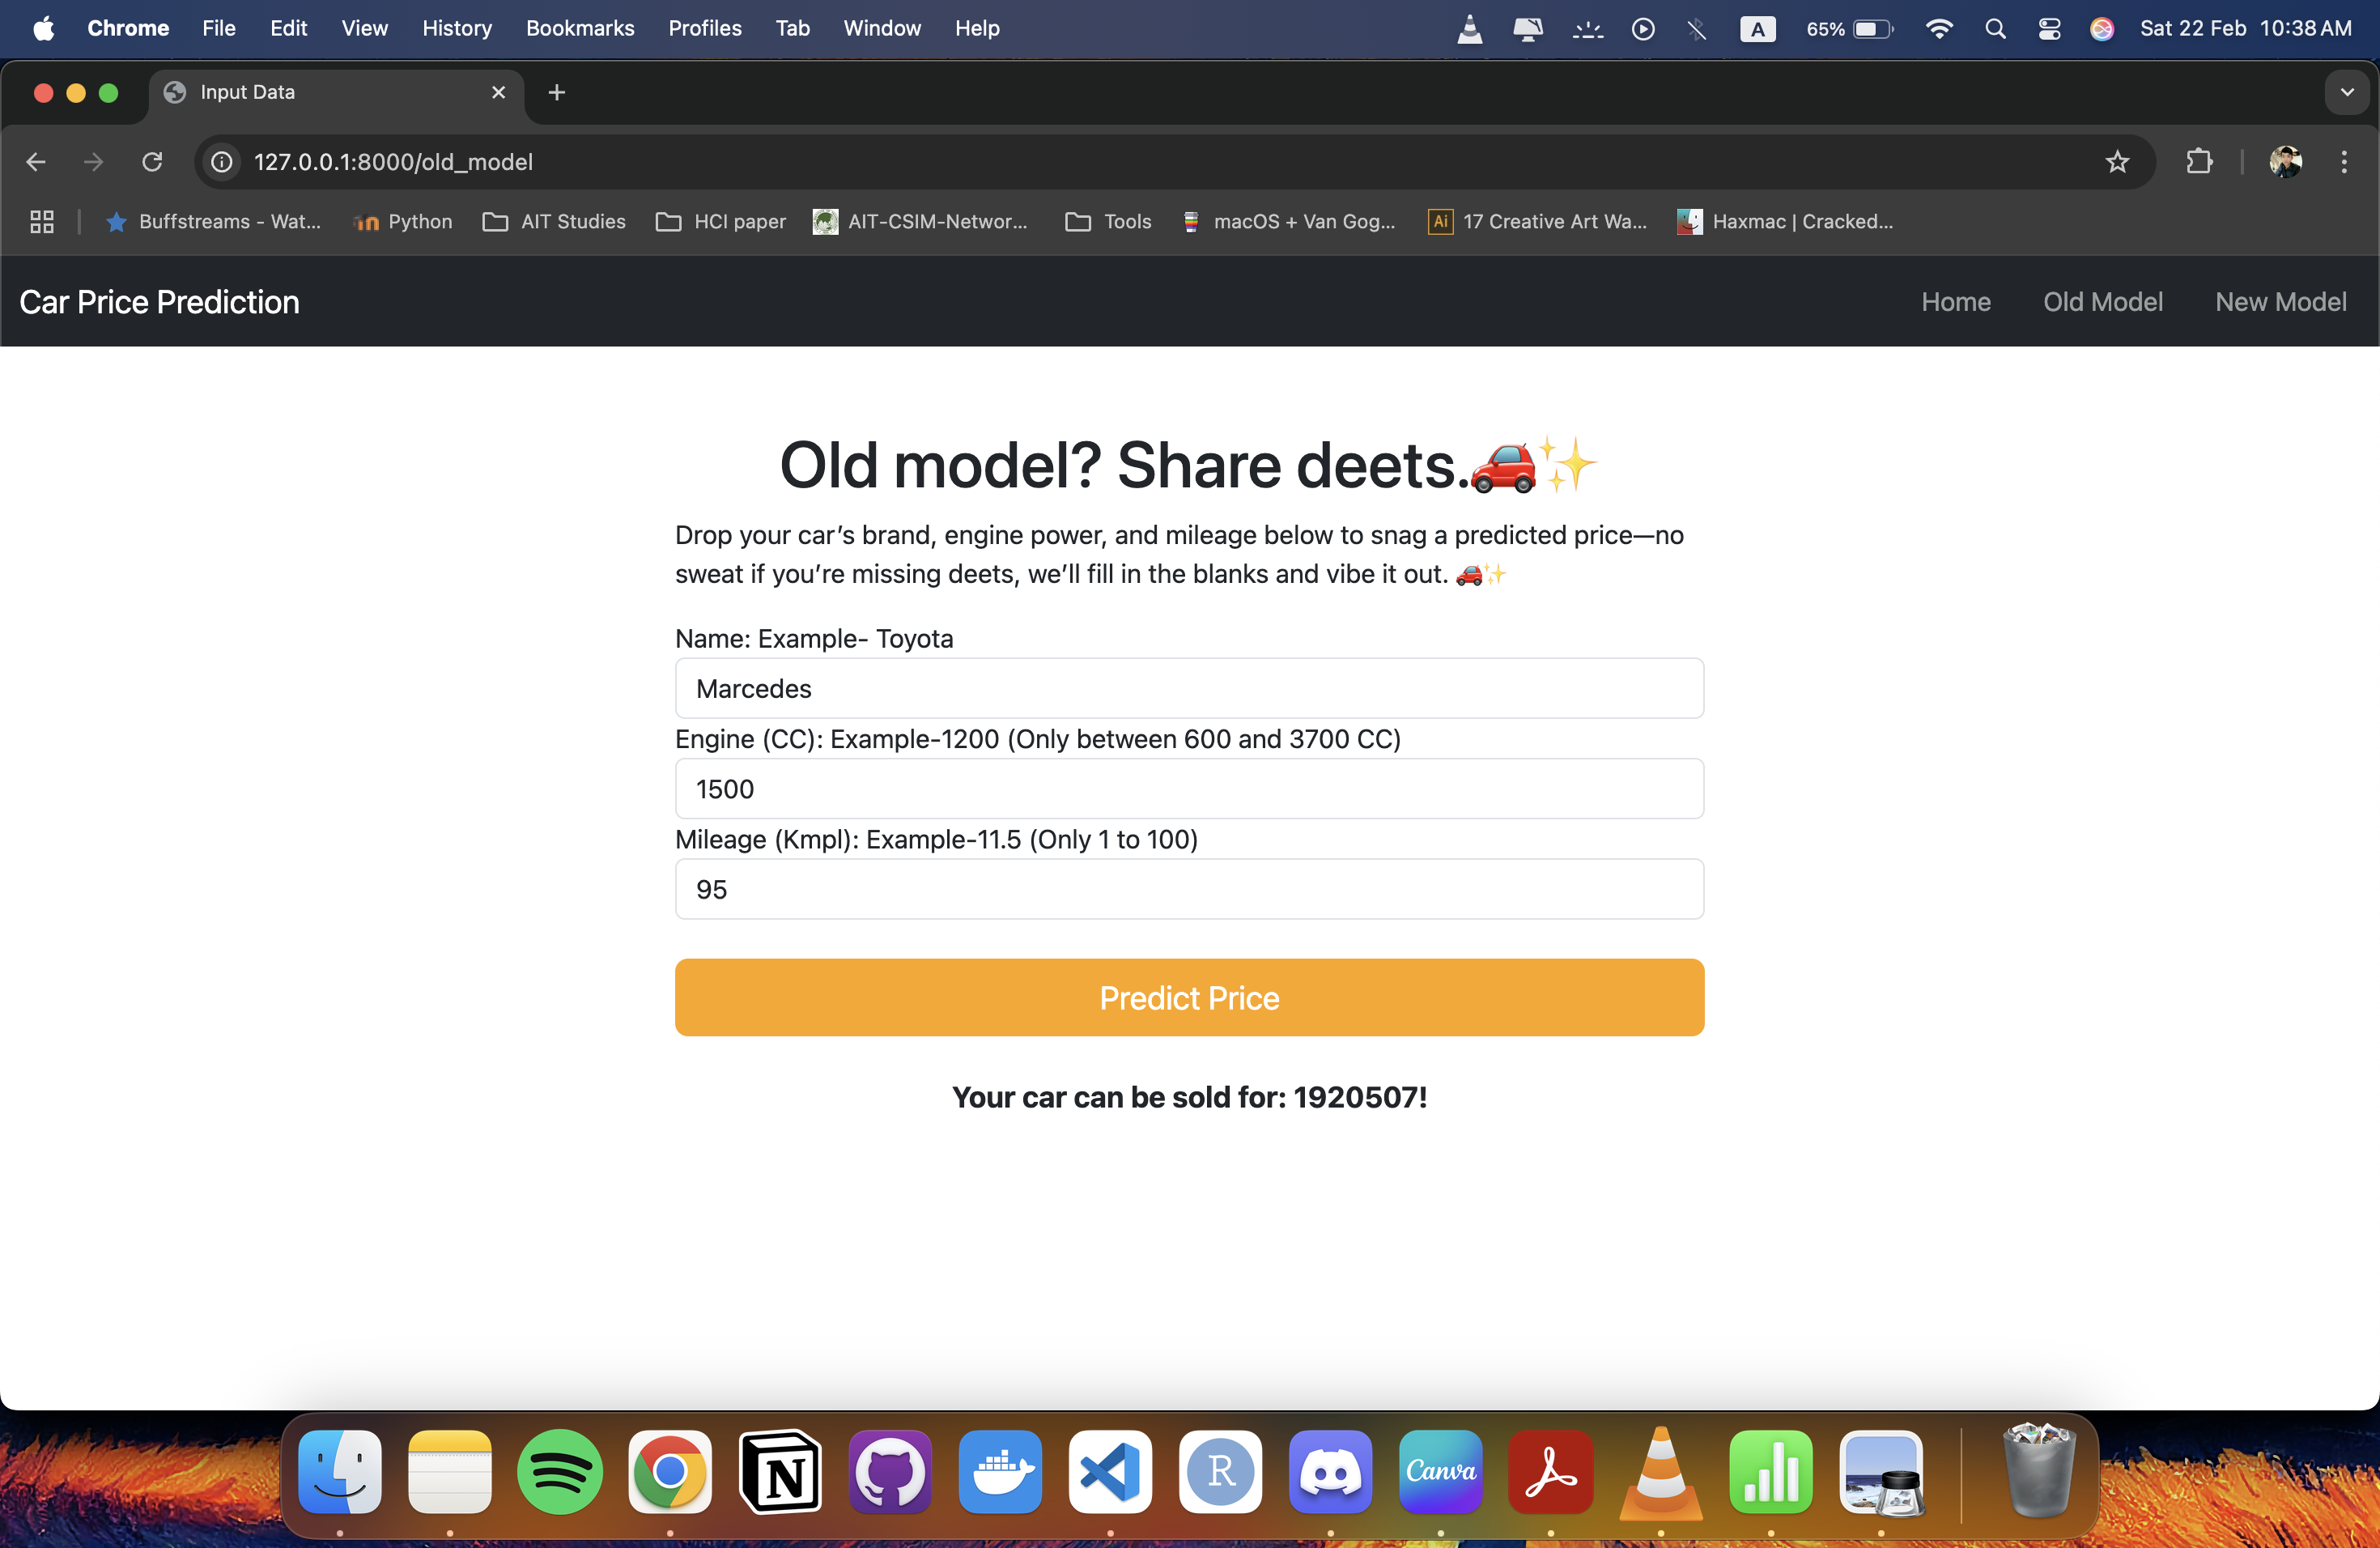 Chrome File Edit View History Bookmarks Profiles Tab Window Help A 65% Sat 22 Feb 10:38 AM
Input Data
127.0.0.1:8000/old_model
Buffstreams - Wat... Python AIT Studies HCI paper AIT-CSIM-Networ... Tools macOS + Van Gog... Ai 17 Creative Art Wa... Haxmac | Cracked...
Car Price Prediction Home Old Model New Model
Old model? Share deets.🚗✨
Drop your car’s brand, engine power, and mileage below to snag a predicted price—no
sweat if you’re missing deets, we’ll fill in the blanks and vibe it out. 🚗✨
Name: Example- Toyota
Marcedes
Engine (CC): Example-1200 (Only between 600 and 3700 CC)
1500
Mileage (Kmpl): Example-11.5 (Only 1 to 100)
95
Predict Price
Your car can be sold for: 1920507!
N R Canva